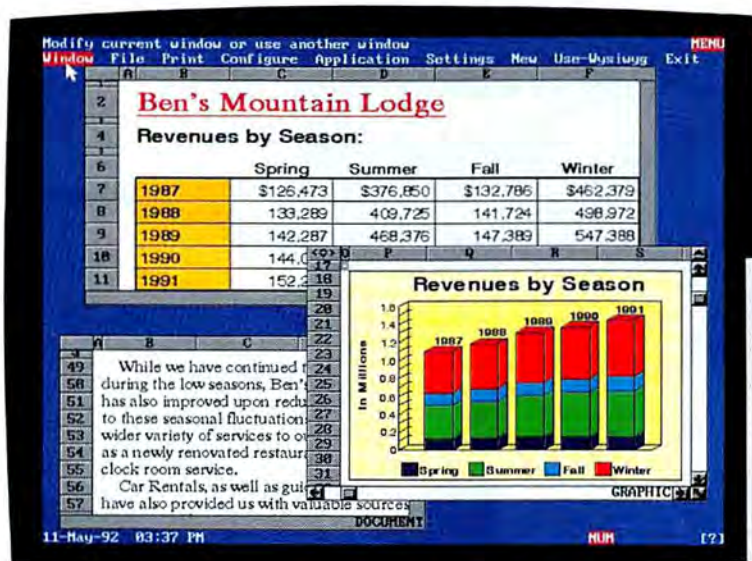 Modify current window or use another window MENU
Window File Print Configure Application Settings New Use-Wysiwyg Exit
A B C D E F
2 Ben's Mountain Lodge
4 Revenues by Season:
6 Spring Summer Fall Winter
7 1987 $126,473 $376,850 $132,786 $462,379
8 1988 133,289 409,725 141,724 498,972
9 1989 142,287 468,376 147,389 547,388
10 1990 144,0
11 1991 152,2
P Q R S
17
18 Revenues by Season
19
20
21
22
23
24
25
26
27
28
29
30
31
1.6
1.4
1.2
1.0
0.8
0.6
0.4
0.2
0
In Millions
1987 1988 1989 1990 1991
Spring Summer Fall Winter
GRAPHIC
A B C
49 While we have continued t
50 during the low seasons, Ben's
51 has also improved upon redu
52 to these seasonal fluctuation
53 wider variety of services to o
54 as a newly renovated restaura
55 clock room service.
56 Car Rentals, as well as gui
57 have also provided us with valuable sources
DOCUMENT
11-May-92 03:37 PM NUM [?]